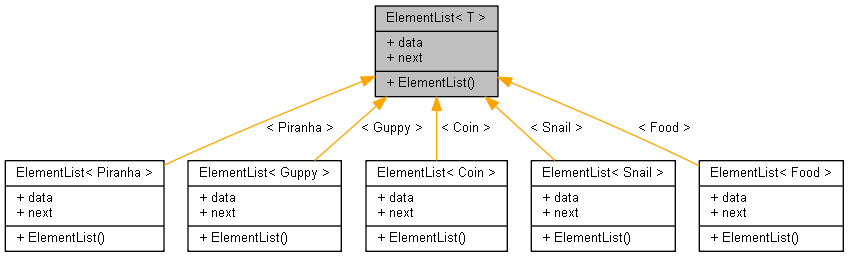 ElementList< T >
+ data
+ next
+ ElementList()
< Piranha >
< Guppy >
< Coin >
< Snail >
< Food >
ElementList< Piranha >
+ data
+ next
+ ElementList()
ElementList< Guppy >
+ data
+ next
+ ElementList()
ElementList< Coin >
+ data
+ next
+ ElementList()
ElementList< Snail >
+ data
+ next
+ ElementList()
ElementList< Food >
+ data
+ next
+ ElementList()